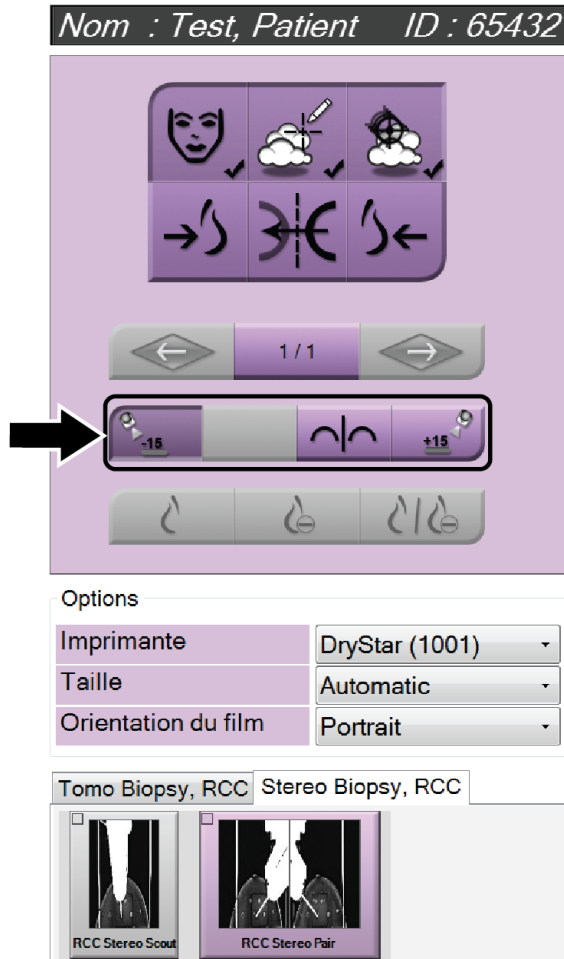 Nom : Test, Patient ID : 65432
1 / 1
-15 +15
Options
Imprimante DryStar (1001)
Taille Automatic
Orientation du film Portrait
Tomo Biopsy, RCC Stereo Biopsy, RCC
RCC Stereo Scout RCC Stereo Pair